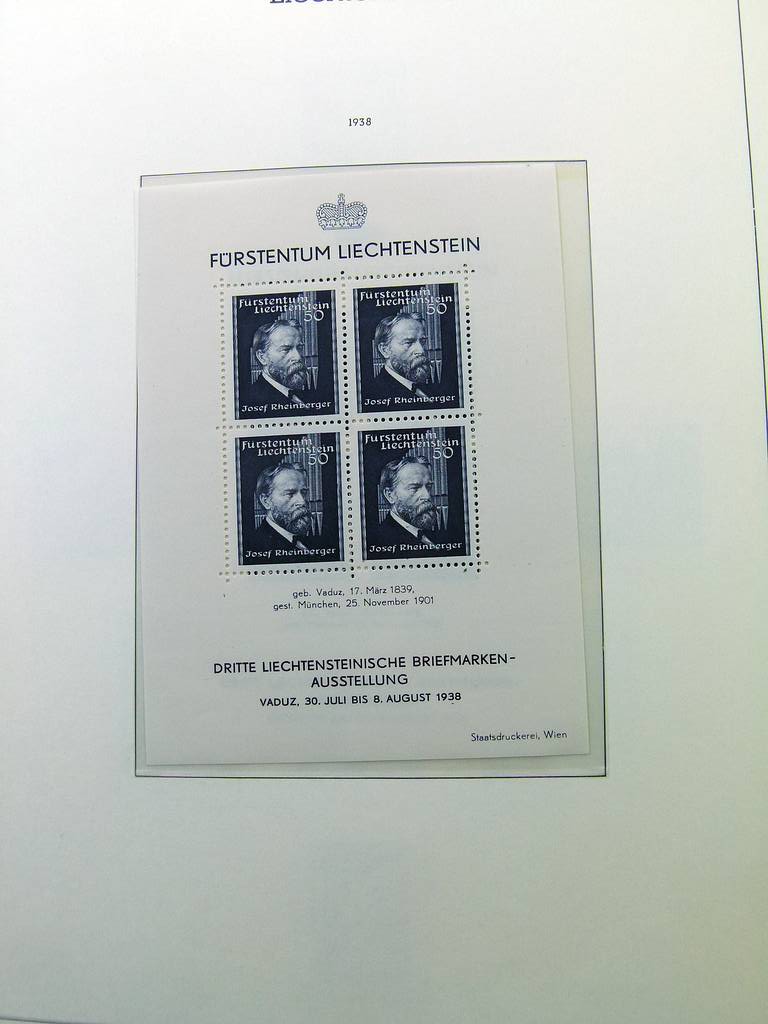 1938
FÜRSTENTUM LIECHTENSTEIN
Fürstentum
Liechtenstein
50
Josef Rheinberger
Fürstentum
Liechtenstein
50
Josef Rheinberger
Fürstentum
Liechtenstein
50
Josef Rheinberger
Fürstentum
Liechtenstein
50
Josef Rheinberger
geb. Vaduz, 17. März 1839,
gest. München, 25. November 1901
DRITTE LIECHTENSTEINISCHE BRIEFMARKEN-
AUSSTELLUNG
VADUZ, 30. JULI BIS 8. AUGUST 1938
Staatsdruckerei, Wien